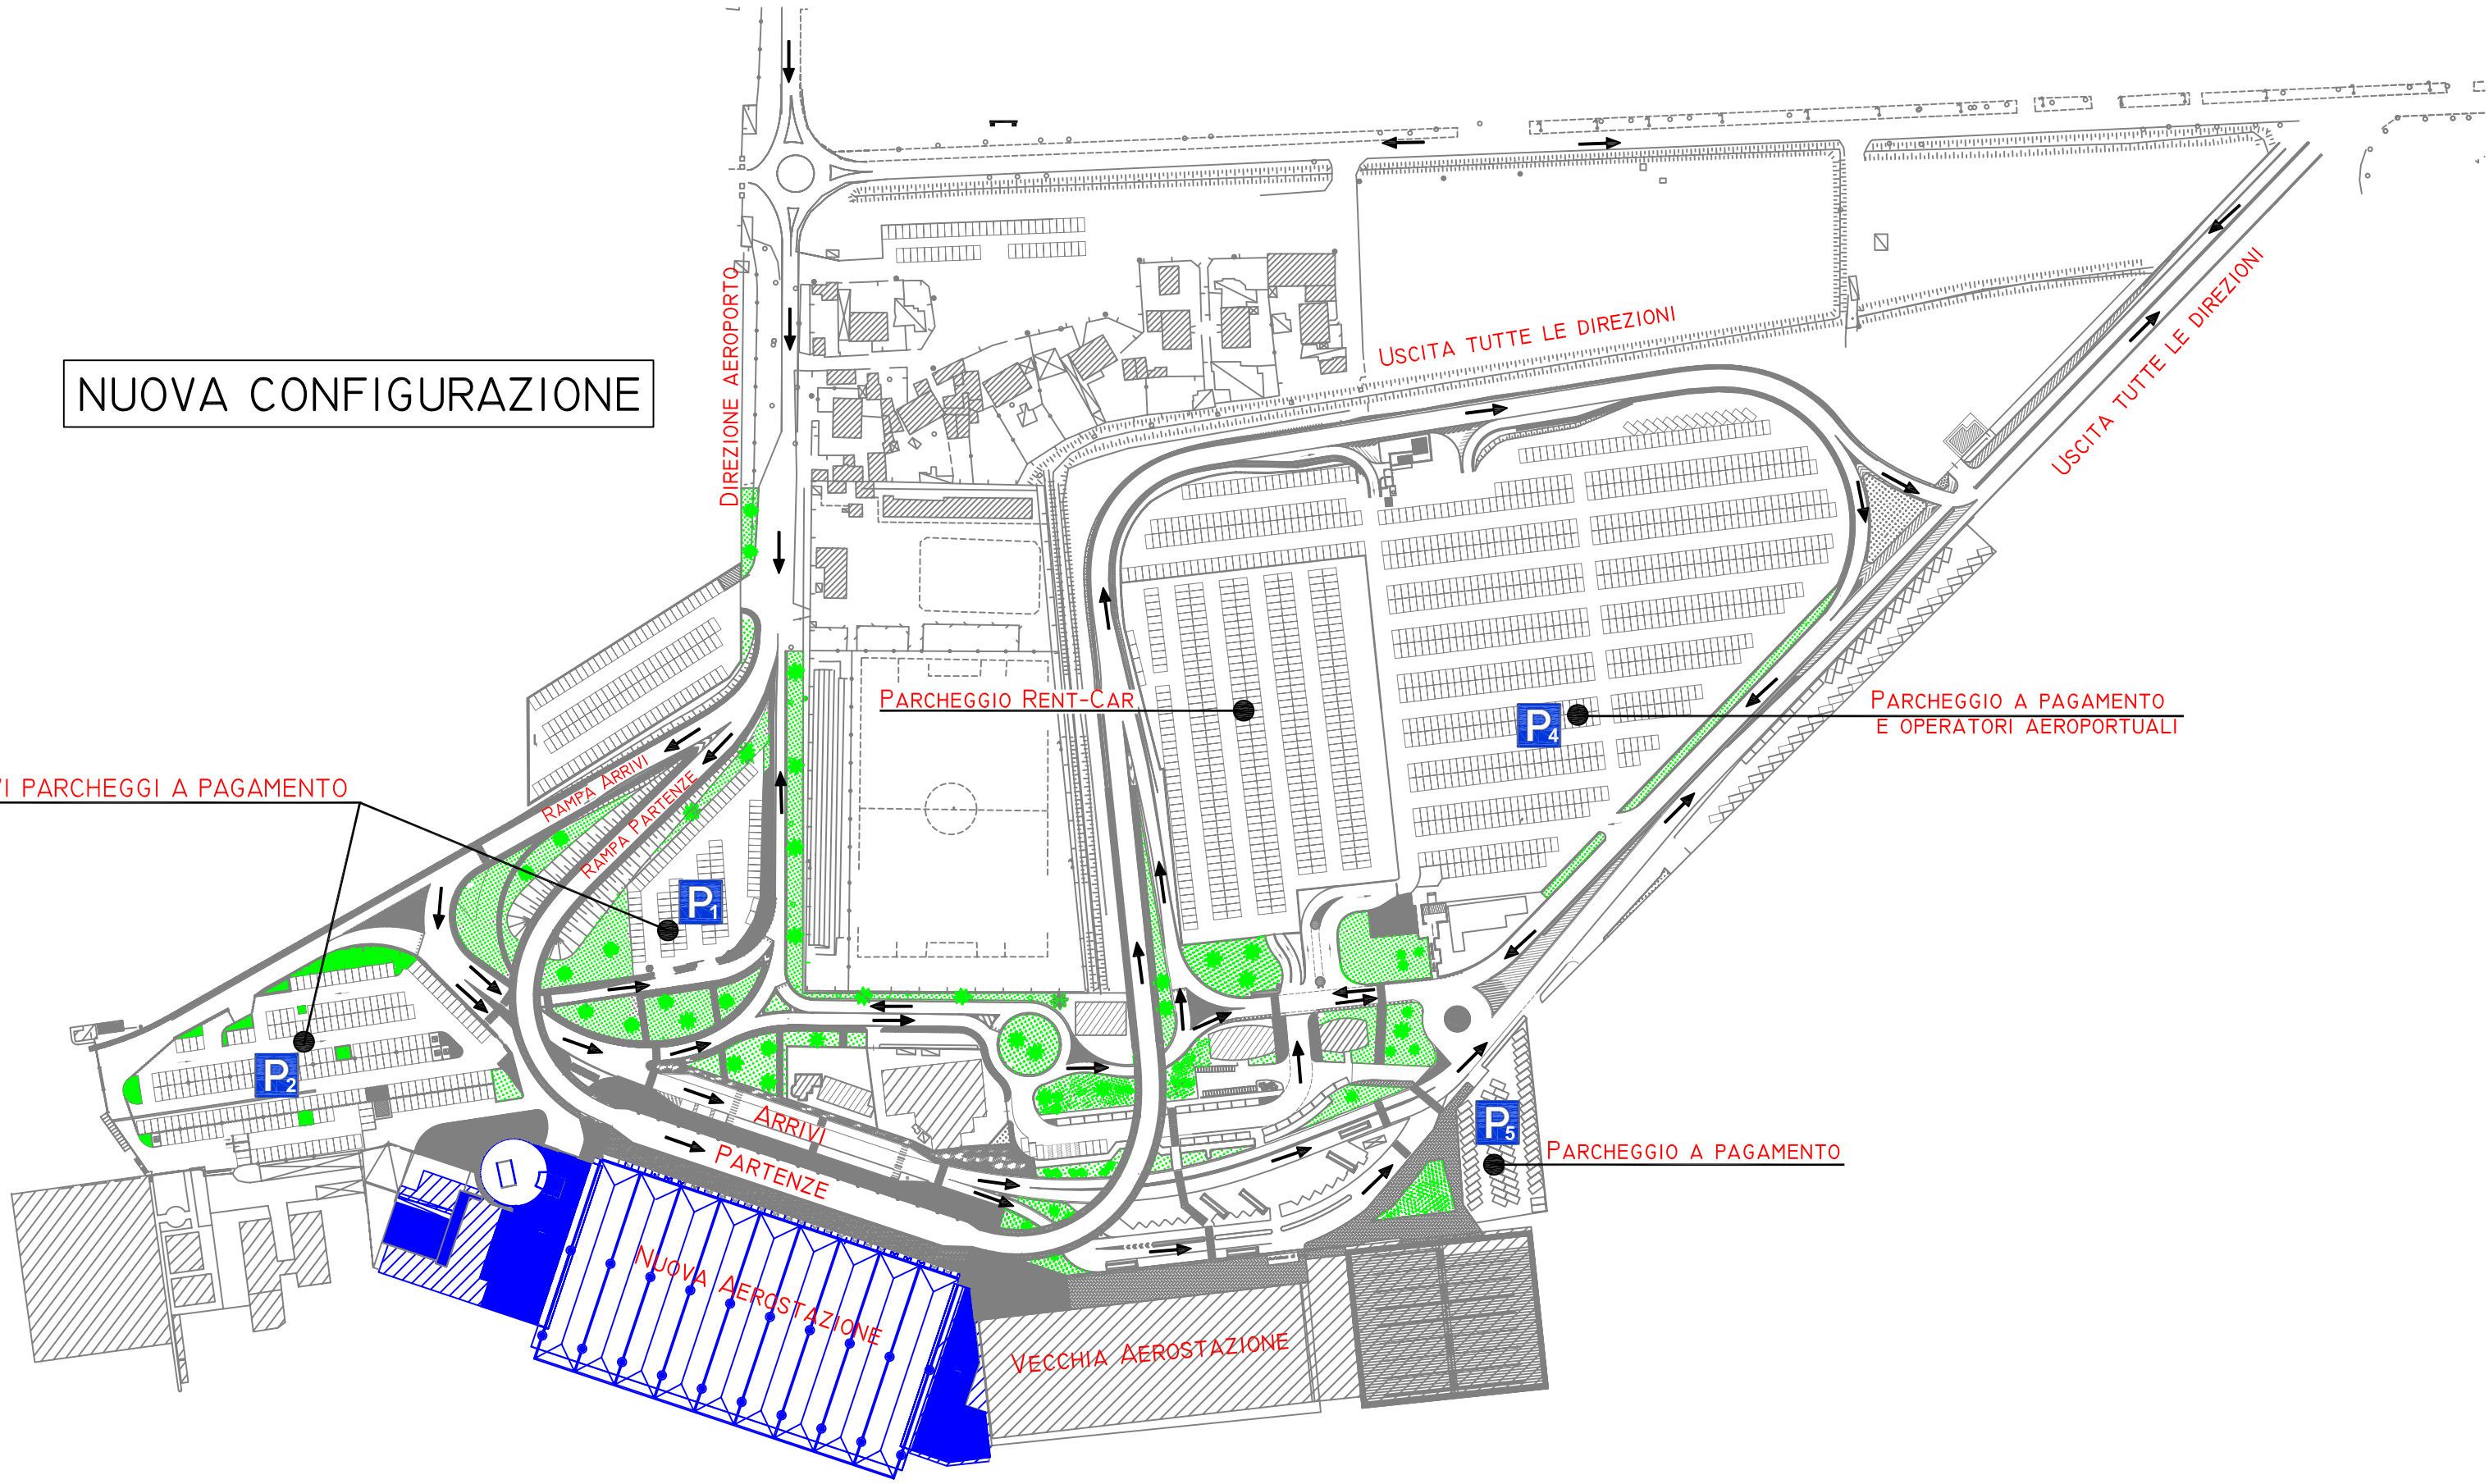 NUOVA CONFIGURAZIONE
DIREZIONE AEROPORTO
USCITA TUTTE LE DIREZIONI
USCITA TUTTE LE DIREZIONI
PARCHEGGIO RENT-CAR
P4
PARCHEGGIO A PAGAMENTO
E OPERATORI AEROPORTUALI
PARCHEGGI A PAGAMENTO
RAMPA ARRIVI
RAMPA PARTENZE
P1
P2
ARRIVI
PARTENZE
P5
PARCHEGGIO A PAGAMENTO
NUOVA AEROSTAZIONE
VECCHIA AEROSTAZIONE